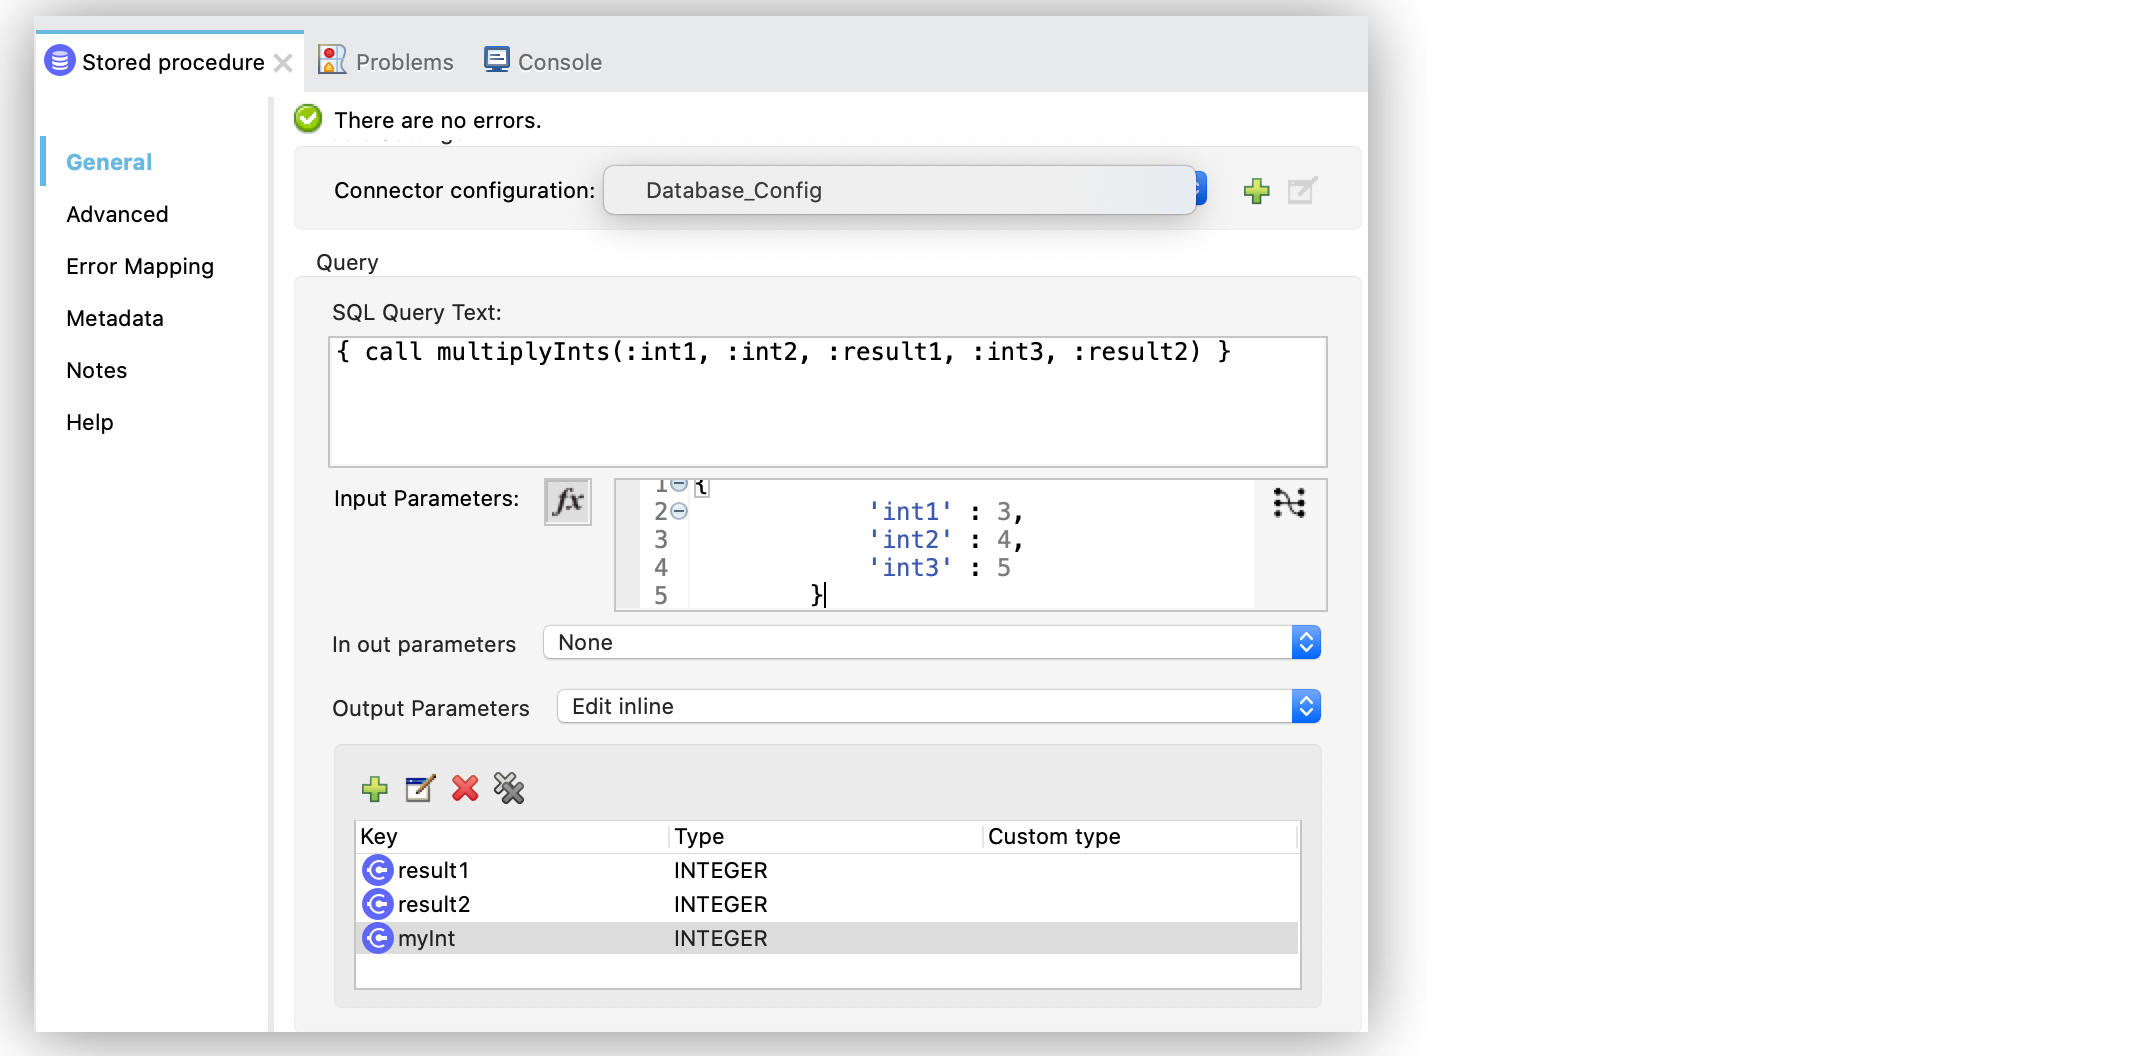 Stored procedure
Problems
Console
There are no errors.
General
Advanced
Error Mapping
Metadata
Notes
Help
Connector configuration:
Database_Config
Query
SQL Query Text:
{ call multiplyInts(:int1, :int2, :result1, :int3, :result2) }
Input Parameters:
fx
1 {
2 'int1' : 3,
3 'int2' : 4,
4 'int3' : 5
5 }
In out parameters
None
Output Parameters
Edit inline
Key Type Custom type
result1 INTEGER
result2 INTEGER
myInt INTEGER